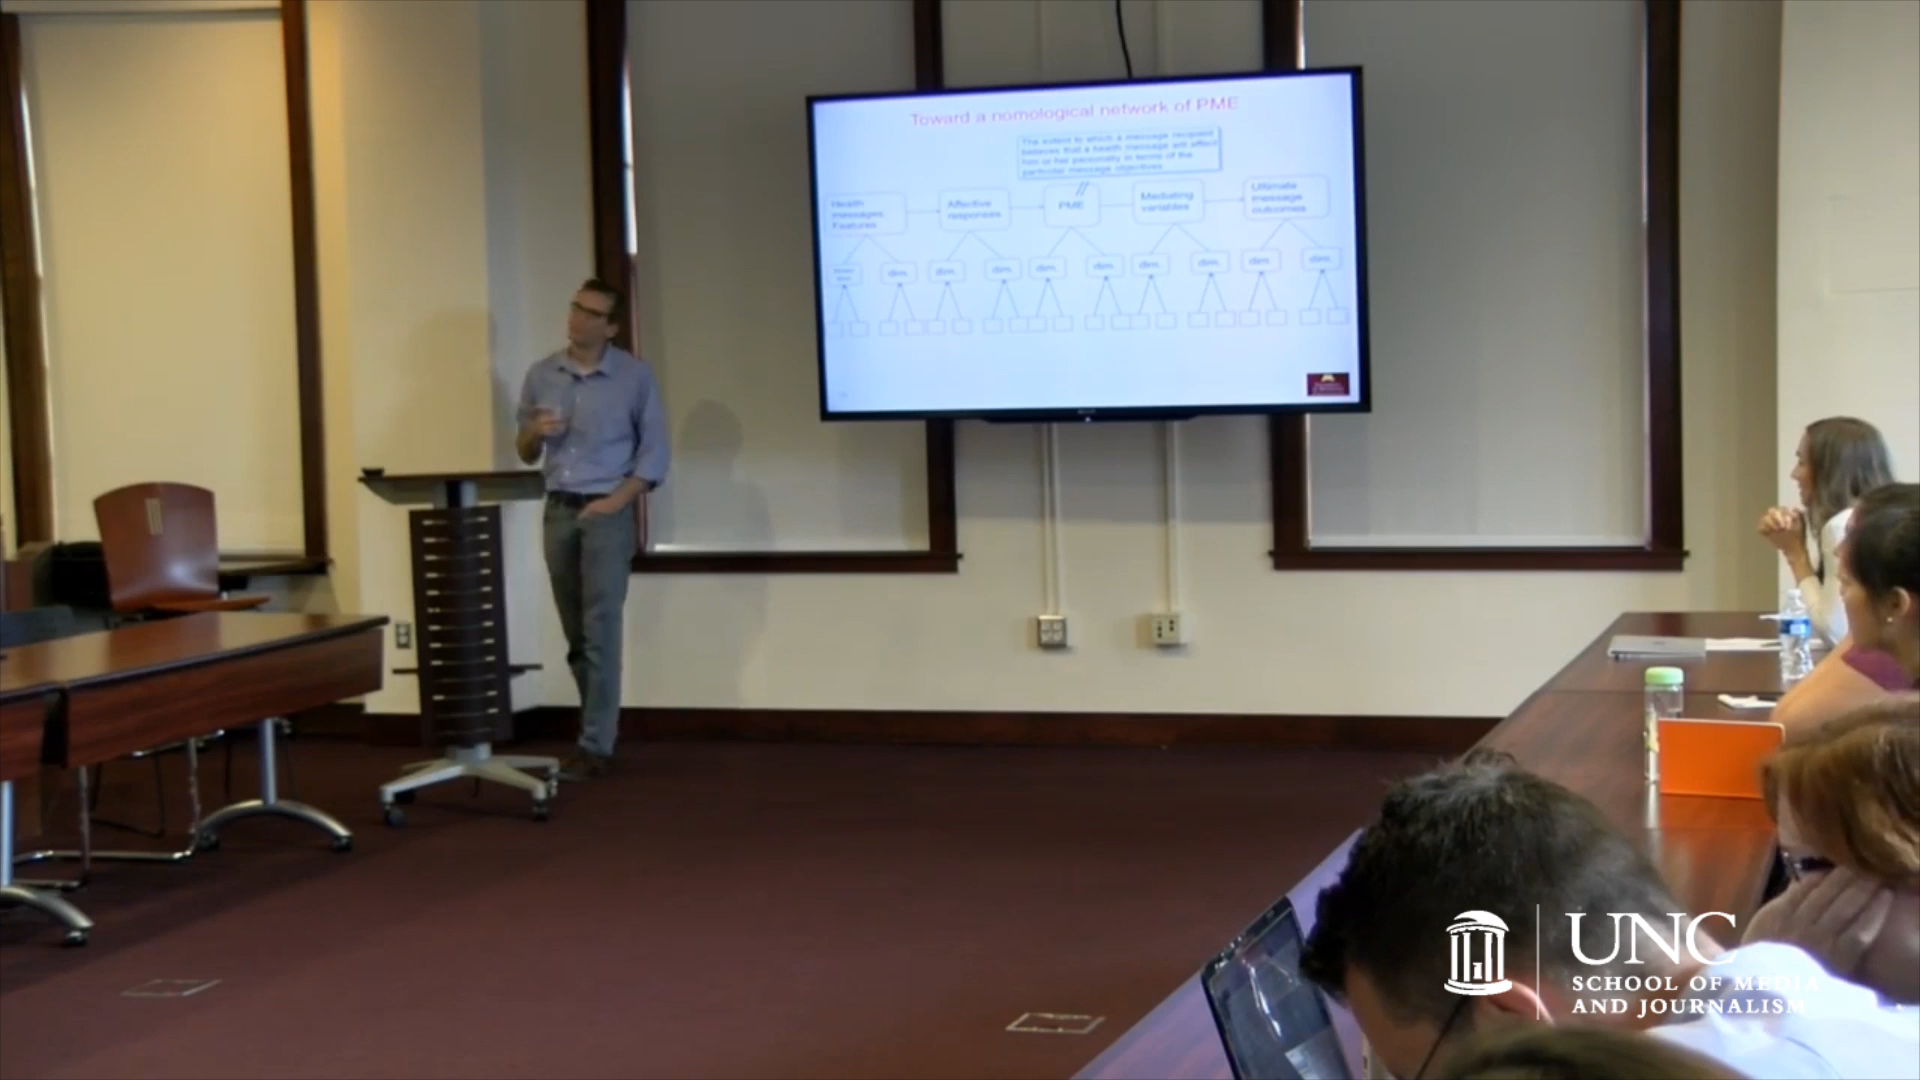 Toward a nomological network of PME
The extent to which a message recipient
believes that a health message will affect
him or her personally in terms of the
particular message objectives
Health
messages,
Features
Affective
responses
PME
Mediating
variables
Ultimate
message
outcomes
dim.
dim.
dim.
dim.
dim.
dim.
dim.
dim.
dim.
UNC
SCHOOL OF MEDIA
AND JOURNALISM